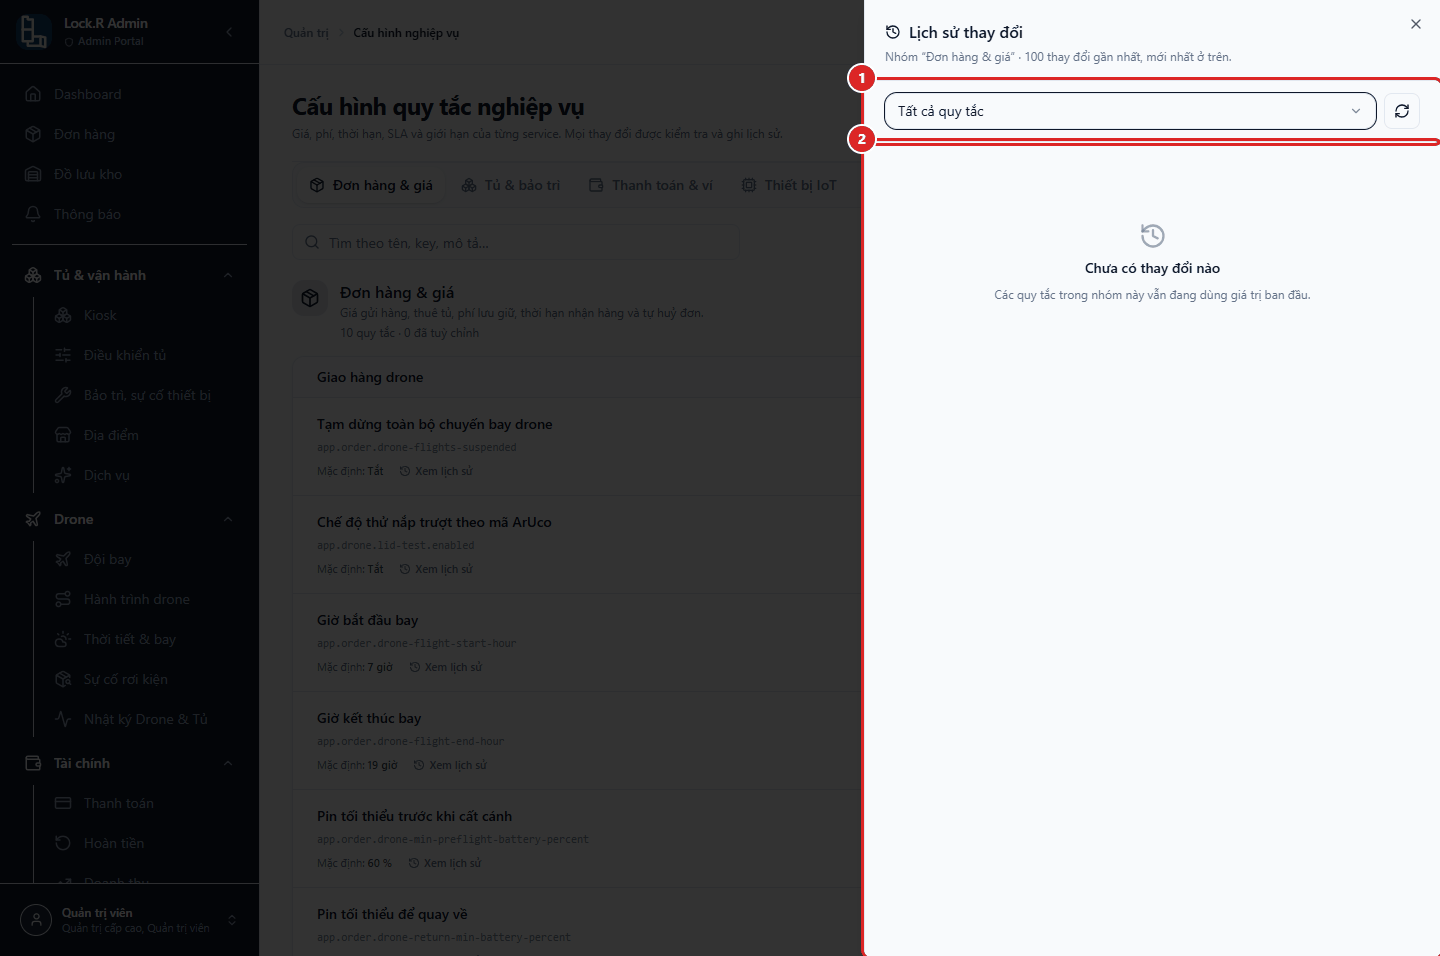 Lock.R Admin
Admin Portal
Dashboard
Đơn hàng
Đồ lưu kho
Thông báo
Tủ & vận hành
Kiosk
Điều khiển tủ
Bảo trì, sự cố thiết bị
Địa điểm
Dịch vụ
Drone
Đội bay
Hành trình drone
Thời tiết & bay
Sự cố rơi kiện
Nhật ký Drone & Tủ
Tài chính
Thanh toán
Hoàn tiền
Doanh thu
Quản trị viên
Quản trị cấp cao, Quản trị viên
Quản trị
Cấu hình nghiệp vụ
Cấu hình quy tắc nghiệp vụ
Giá, phí, thời hạn, SLA và giới hạn của từng service. Mọi thay đổi được kiểm tra và ghi lịch sử.
Đơn hàng & giá
Tủ & bảo trì
Thanh toán & ví
Thiết bị IoT
Tìm theo tên, key, mô tả...
Đơn hàng & giá
Giá gửi hàng, thuê tủ, phí lưu giữ, thời hạn nhận hàng và tự huỷ đơn.
10 quy tắc · 0 đã tuỳ chỉnh
Giao hàng drone
Tạm dừng toàn bộ chuyến bay drone
app.order.drone-flights-suspended
Mặc định: Tắt Xem lịch sử
Chế độ thử nắp trượt theo mã ArUco
app.drone.lid-test.enabled
Mặc định: Tắt Xem lịch sử
Giờ bắt đầu bay
app.order.drone-flight-start-hour
Mặc định: 7 giờ Xem lịch sử
Giờ kết thúc bay
app.order.drone-flight-end-hour
Mặc định: 19 giờ Xem lịch sử
Pin tối thiểu trước khi cất cánh
app.order.drone-min-preflight-battery-percent
Mặc định: 60 % Xem lịch sử
Pin tối thiểu để quay về
app.order.drone-return-min-battery-percent
Lịch sử thay đổi
Nhóm "Đơn hàng & giá" · 100 thay đổi gần nhất, mới nhất ở trên.
1
Tất cả quy tắc
2
Chưa có thay đổi nào
Các quy tắc trong nhóm này vẫn đang dùng giá trị ban đầu.